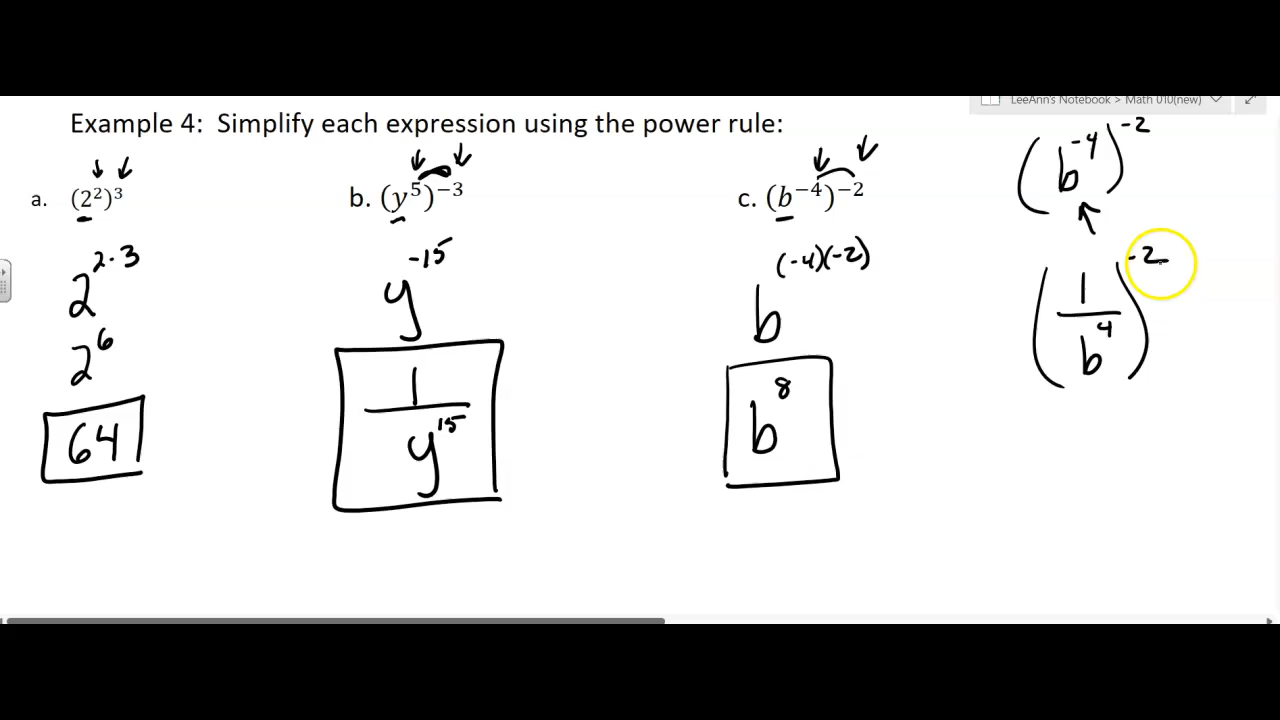 LeeAnn's Notebook > Math 010(new)
Example 4: Simplify each expression using the power rule:
a. (2²)³
b. (y⁵)⁻³
c. (b⁻⁴)⁻²
(b⁻⁴)⁻²
2^(2·3)
y⁻¹⁵
b^((-4)(-2))
(1/b⁴)⁻²
2⁶
64
1/y¹⁵
b⁸